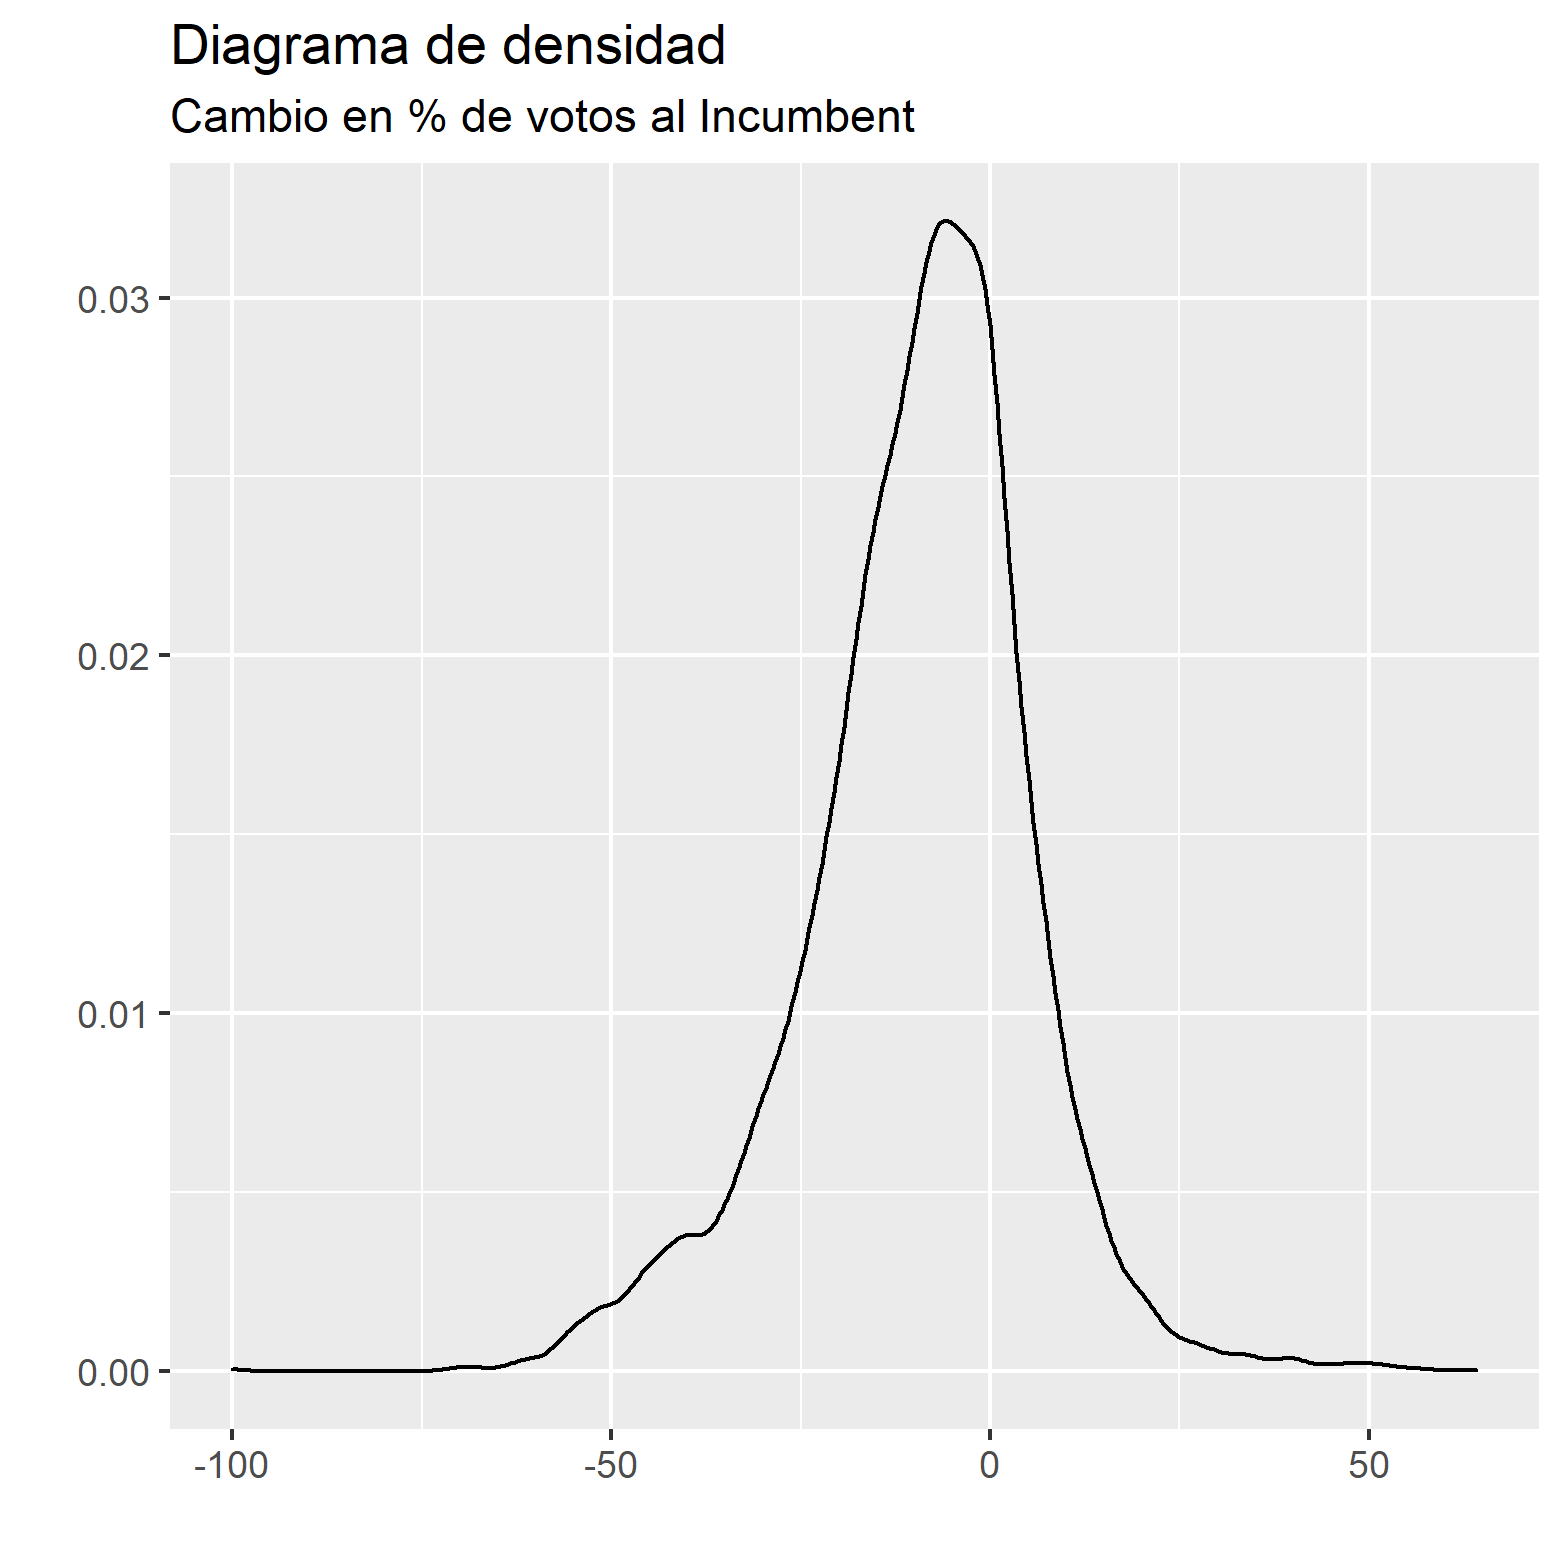 Diagrama de densidad
Cambio en % de votos al Incumbent
0.03
0.02
0.01
0.00
-100 -50 0 50